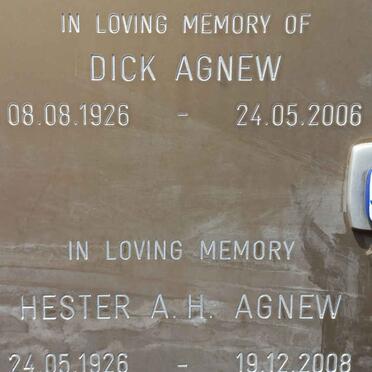 IN LOVING MEMORY OF
DICK AGNEW
08.08.1926 - 24.05.2006
IN LOVING MEMORY
HESTER A.H. AGNEW
24.05.1926 - 19.12.2008